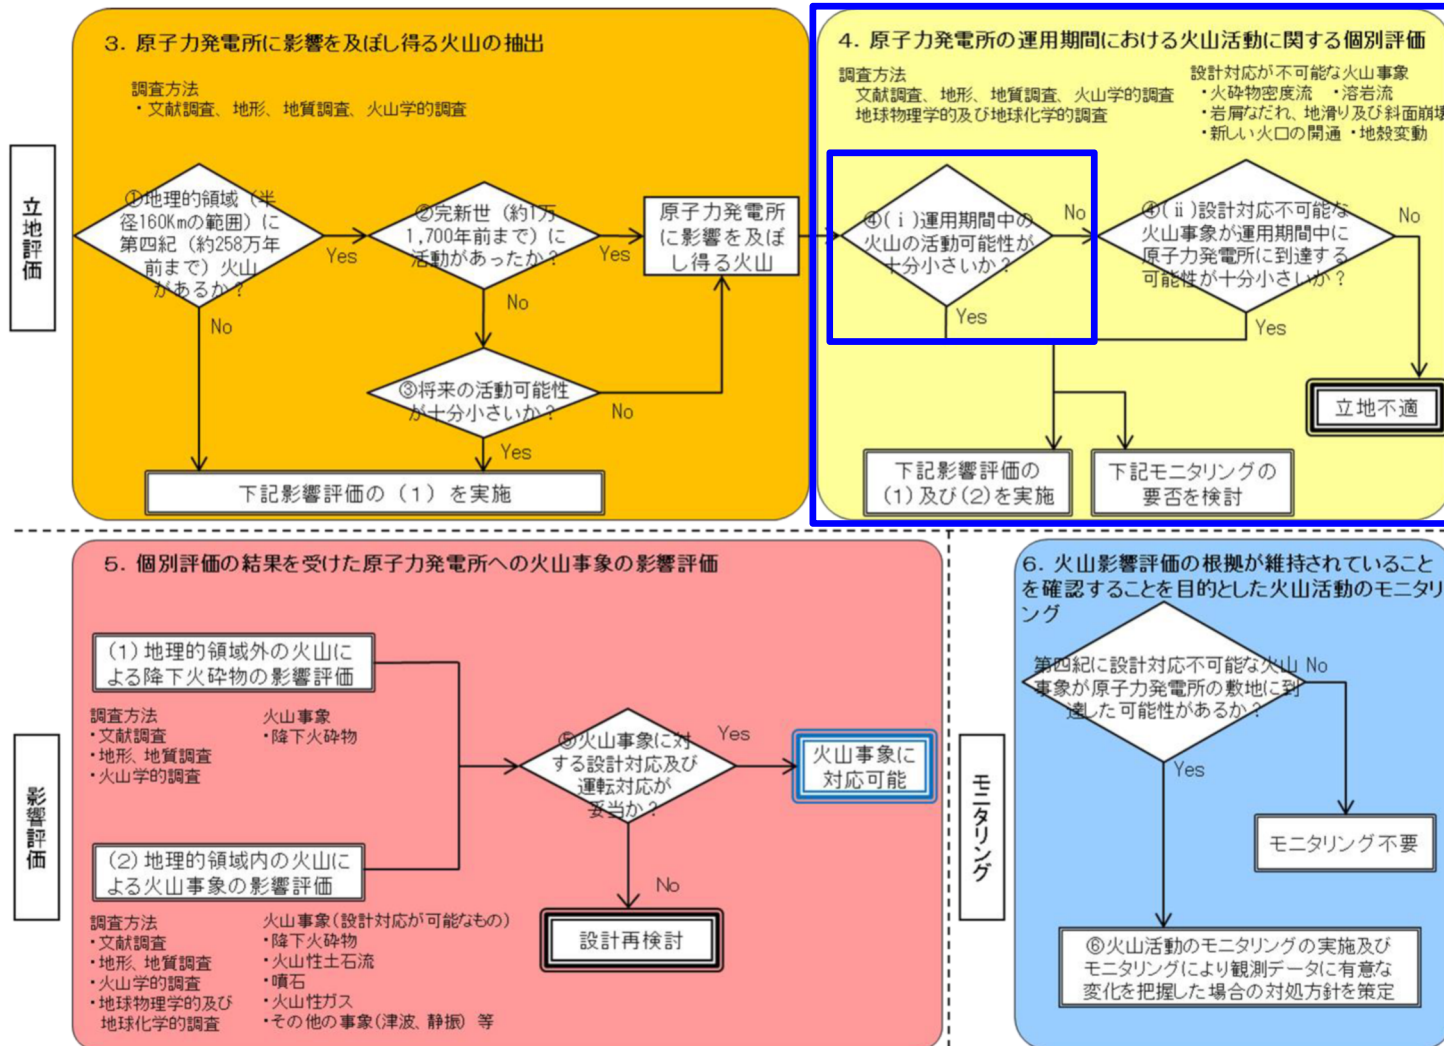 立地評価
3. 原子力発電所に影響を及ぼし得る火山の抽出
調査方法
・文献調査、地形、地質調査、火山学的調査
①地理的領域（半
径160Kmの範囲）に
第四紀（約258万年
前まで）火山
があるか？
Yes
No
②完新世（約1万
1,700年前まで）に
活動があったか？
Yes
No
③将来の活動可能性
が十分小さいか？
No
Yes
原子力発電所
に影響を及ぼ
し得る火山
下記影響評価の（1）を実施
4. 原子力発電所の運用期間における火山活動に関する個別評価
調査方法
文献調査、地形、地質調査、火山学的調査
地球物理学的及び地球化学的調査
設計対応が不可能な火山事象
・火砕物密度流 ・溶岩流
・岩屑なだれ、地滑り及び斜面崩壊
・新しい火口の開通 ・地殻変動
④(ⅰ)運用期間中の
火山の活動可能性が
十分小さいか？
No
Yes
④(ⅱ)設計対応不可能な
火山事象が運用期間中に
原子力発電所に到達する
可能性が十分小さいか？
No
Yes
立地不適
下記影響評価の
(1)及び(2)を実施
下記モニタリングの
要否を検討
影響評価
5. 個別評価の結果を受けた原子力発電所への火山事象の影響評価
(1)地理的領域外の火山に
よる降下火砕物の影響評価
調査方法
・文献調査
・地形、地質調査
・火山学的調査
火山事象
・降下火砕物
(2)地理的領域内の火山に
よる火山事象の影響評価
調査方法
・文献調査
・地形、地質調査
・火山学的調査
・地球物理学的及び
地球化学的調査
火山事象(設計対応が可能なもの)
・降下火砕物
・火山性土石流
・噴石
・火山性ガス
・その他の事象(津波、静振) 等
⑤火山事象に対
する設計対応及び
運転対応が
妥当か？
Yes
No
火山事象に
対応可能
設計再検討
モニタリング
6. 火山影響評価の根拠が維持されていること
を確認することを目的とした火山活動のモニタリ
ング
第四紀に設計対応不可能な火山
事象が原子力発電所の敷地に到
達した可能性があるか？
No
Yes
モニタリング不要
⑥火山活動のモニタリングの実施及び
モニタリングにより観測データに有意な
変化を把握した場合の対処方針を策定